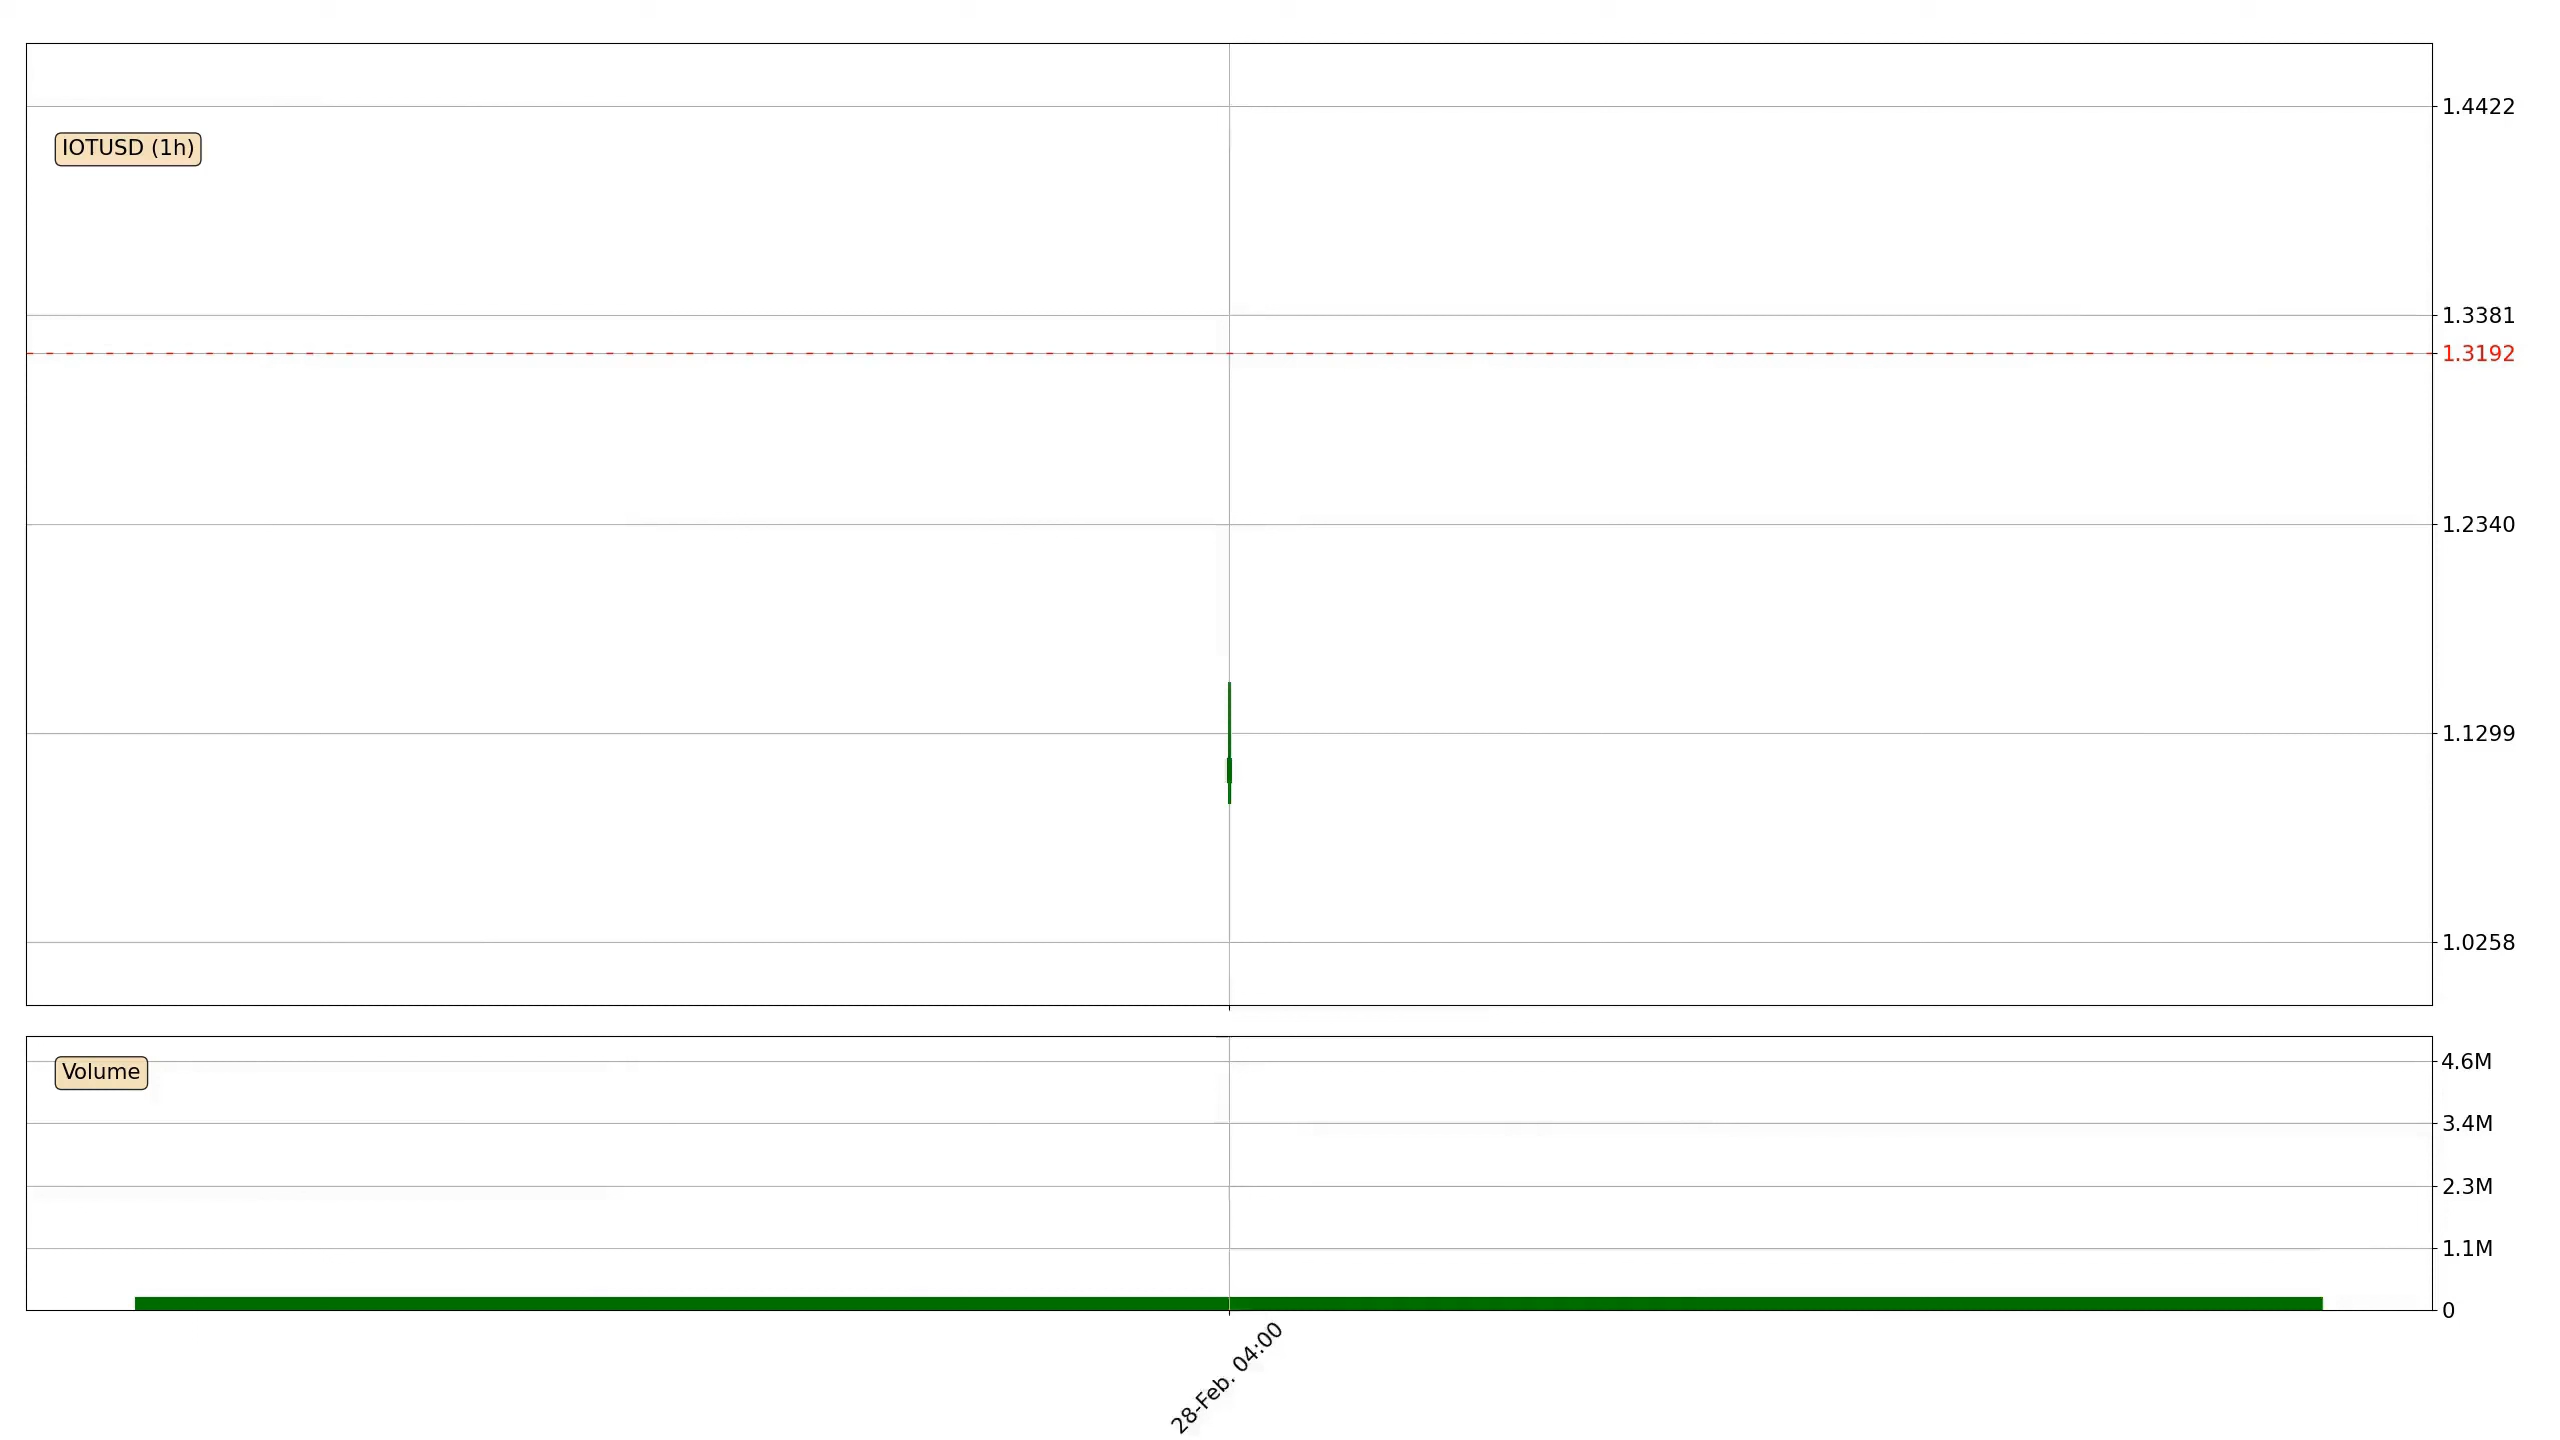 1.4422
IOTUSD (1h)
1.3381
1.3192
1.2340
1.1299
1.0258
Volume
4.6M
3.4M
2.3M
1.1M
0
28-Feb. 04:00